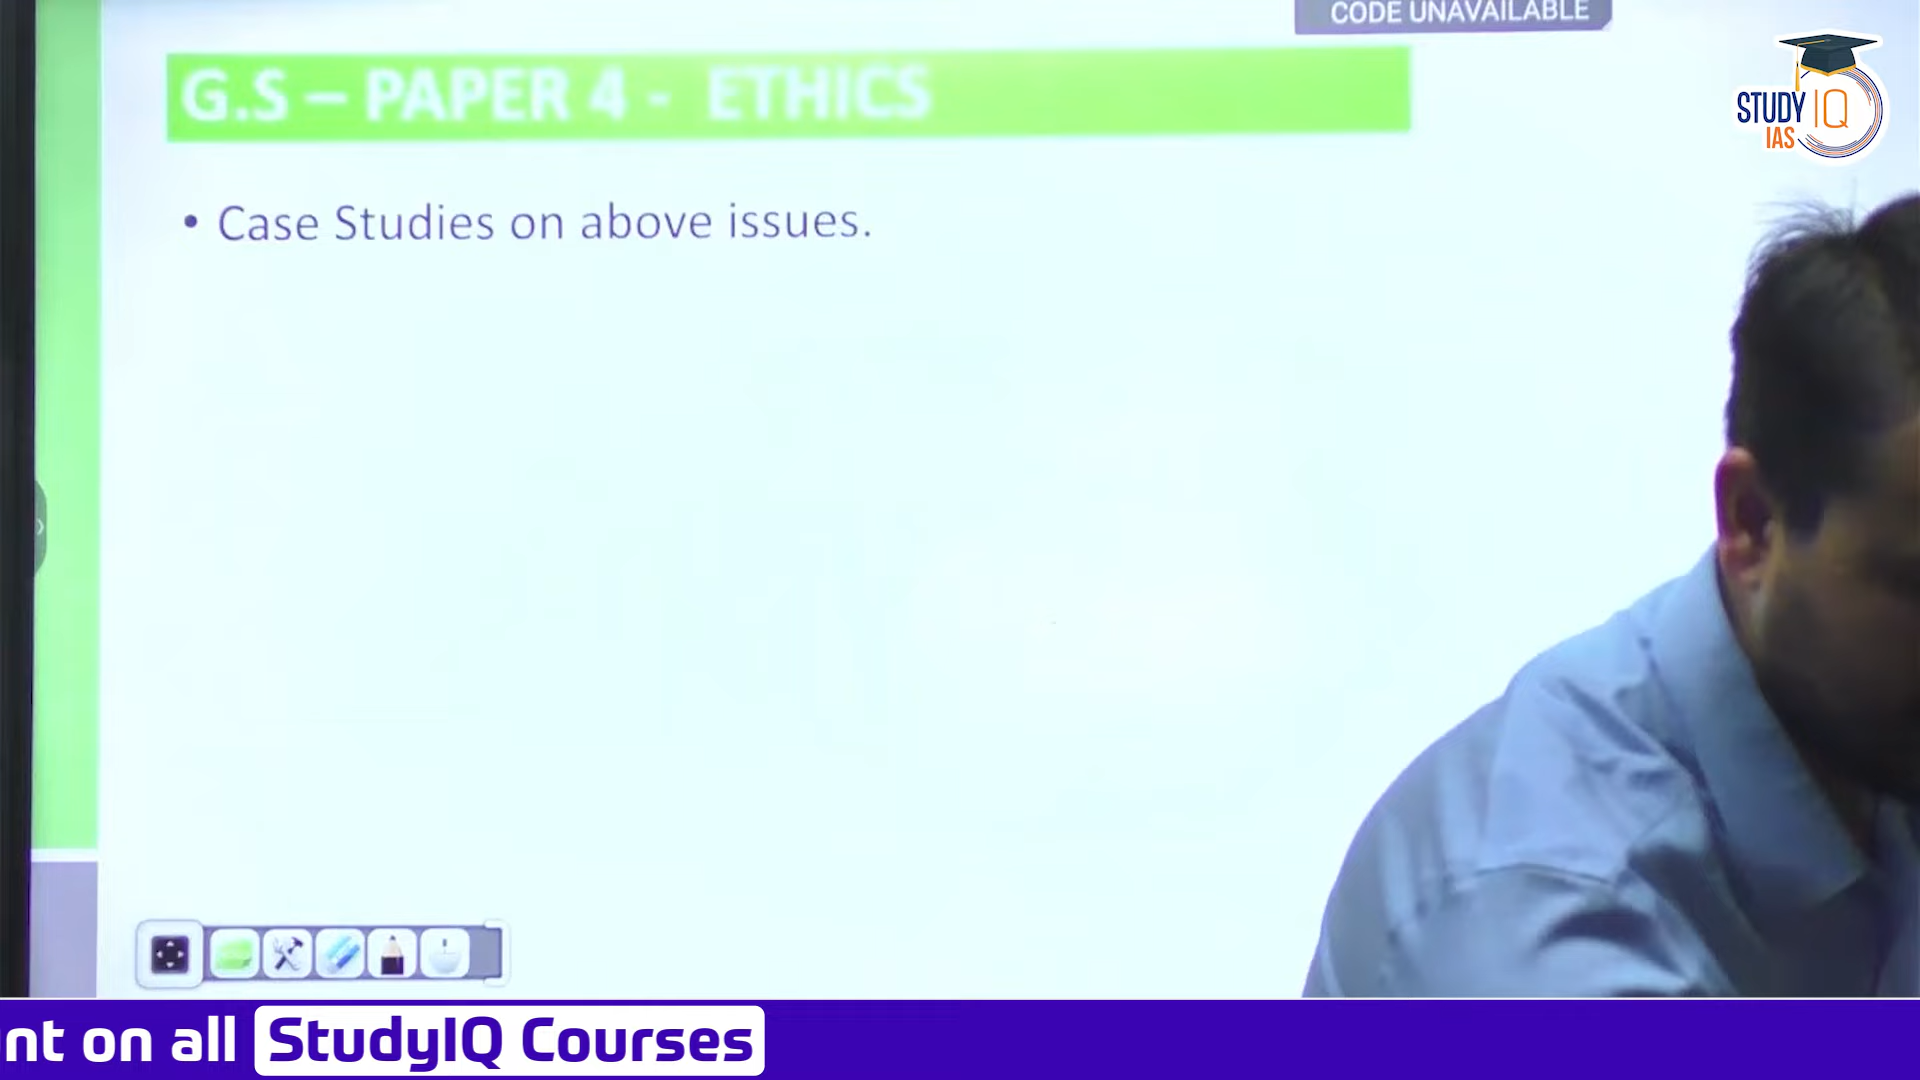 CODE UNAVAILABLE
G.S – PAPER 4 - ETHICS
STUDY IQ
IAS
• Case Studies on above issues.
nt on all StudyIQ Courses